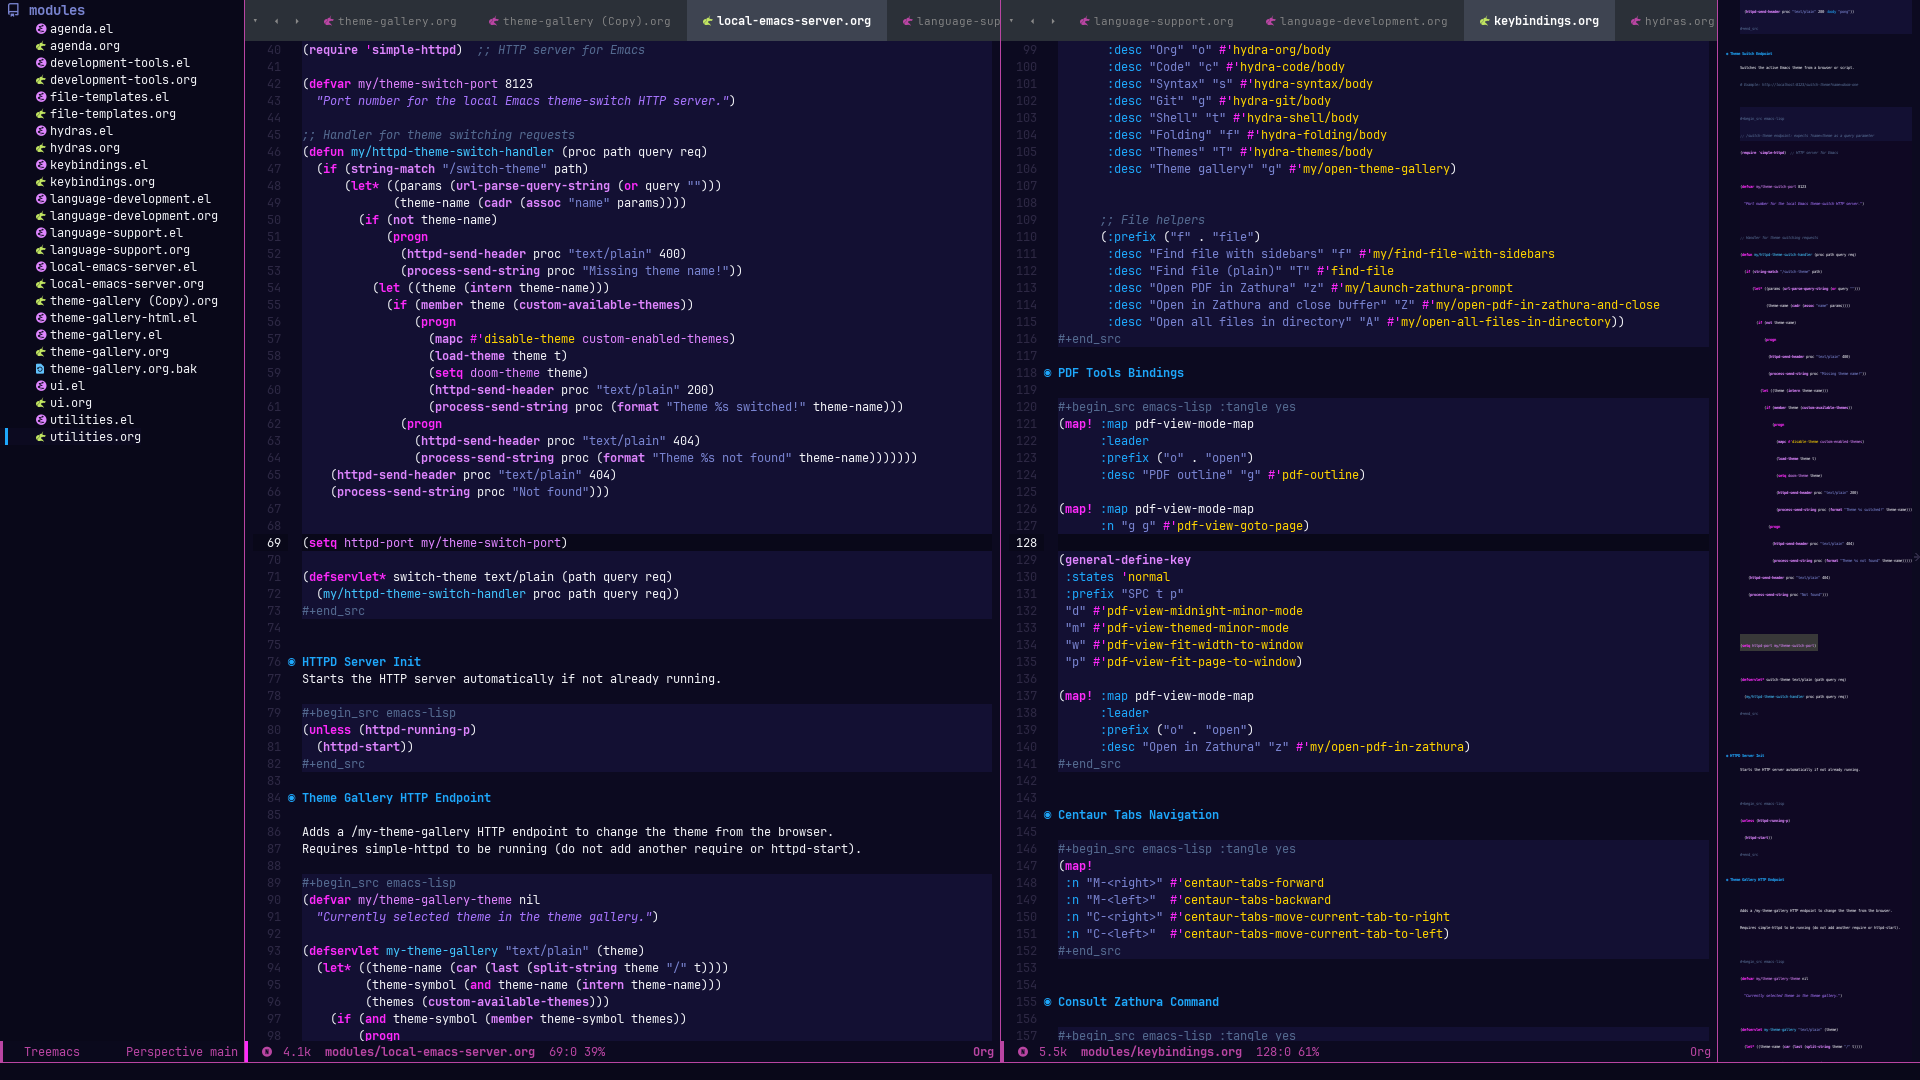 modules
agenda.el
agenda.org
development-tools.el
development-tools.org
file-templates.el
file-templates.org
hydras.el
hydras.org
keybindings.el
keybindings.org
language-development.el
language-development.org
language-support.el
language-support.org
local-emacs-server.el
local-emacs-server.org
theme-gallery (Copy).org
theme-gallery-html.el
theme-gallery.el
theme-gallery.org
theme-gallery.org.bak
ui.el
ui.org
utilities.el
utilities.org
Treemacs Perspective main
theme-gallery.org theme-gallery (Copy).org local-emacs-server.org language-sup
40 (require 'simple-httpd)  ;; HTTP server for Emacs
41
42 (defvar my/theme-switch-port 8123
43   "Port number for the local Emacs theme-switch HTTP server.")
44
45 ;; Handler for theme switching requests
46 (defun my/httpd-theme-switch-handler (proc path query req)
47   (if (string-match "/switch-theme" path)
48       (let* ((params (url-parse-query-string (or query "")))
49              (theme-name (cadr (assoc "name" params))))
50         (if (not theme-name)
51             (progn
52               (httpd-send-header proc "text/plain" 400)
53               (process-send-string proc "Missing theme name!"))
54           (let ((theme (intern theme-name)))
55             (if (member theme (custom-available-themes))
56                 (progn
57                   (mapc #'disable-theme custom-enabled-themes)
58                   (load-theme theme t)
59                   (setq doom-theme theme)
60                   (httpd-send-header proc "text/plain" 200)
61                   (process-send-string proc (format "Theme %s switched!" theme-name)))
62               (progn
63                 (httpd-send-header proc "text/plain" 404)
64                 (process-send-string proc (format "Theme %s not found" theme-name)))))))
65     (httpd-send-header proc "text/plain" 404)
66     (process-send-string proc "Not found")))
67
68
69 (setq httpd-port my/theme-switch-port)
70
71 (defservlet* switch-theme text/plain (path query req)
72   (my/httpd-theme-switch-handler proc path query req))
73 #+end_src
74
75
76 ◉ HTTPD Server Init
77 Starts the HTTP server automatically if not already running.
78
79 #+begin_src emacs-lisp
80 (unless (httpd-running-p)
81   (httpd-start))
82 #+end_src
83
84 ◉ Theme Gallery HTTP Endpoint
85
86 Adds a /my-theme-gallery HTTP endpoint to change the theme from the browser.
87 Requires simple-httpd to be running (do not add another require or httpd-start).
88
89 #+begin_src emacs-lisp
90 (defvar my/theme-gallery-theme nil
91   "Currently selected theme in the theme gallery.")
92
93 (defservlet my-theme-gallery "text/plain" (theme)
94   (let* ((theme-name (car (last (split-string theme "/" t))))
95          (theme-symbol (and theme-name (intern theme-name)))
96          (themes (custom-available-themes)))
97     (if (and theme-symbol (member theme-symbol themes))
98         (progn
4.1k modules/local-emacs-server.org 69:0 39% Org
language-support.org language-development.org keybindings.org hydras.org
99        :desc "Org" "o" #'hydra-org/body
100        :desc "Code" "c" #'hydra-code/body
101        :desc "Syntax" "s" #'hydra-syntax/body
102        :desc "Git" "g" #'hydra-git/body
103        :desc "Shell" "t" #'hydra-shell/body
104        :desc "Folding" "f" #'hydra-folding/body
105        :desc "Themes" "T" #'hydra-themes/body
106        :desc "Theme gallery" "g" #'my/open-theme-gallery)
107
108
109       ;; File helpers
110       (:prefix ("f" . "file")
111        :desc "Find file with sidebars" "f" #'my/find-file-with-sidebars
112        :desc "Find file (plain)" "T" #'find-file
113        :desc "Open PDF in Zathura" "z" #'my/launch-zathura-prompt
114        :desc "Open in Zathura and close buffer" "Z" #'my/open-pdf-in-zathura-and-close
115        :desc "Open all files in directory" "A" #'my/open-all-files-in-directory))
116 #+end_src
117
118 ◉ PDF Tools Bindings
119
120 #+begin_src emacs-lisp :tangle yes
121 (map! :map pdf-view-mode-map
122       :leader
123       :prefix ("o" . "open")
124       :desc "PDF outline" "g" #'pdf-outline)
125
126 (map! :map pdf-view-mode-map
127       :n "g g" #'pdf-view-goto-page)
128
129 (general-define-key
130  :states 'normal
131  :prefix "SPC t p"
132  "d" #'pdf-view-midnight-minor-mode
133  "m" #'pdf-view-themed-minor-mode
134  "w" #'pdf-view-fit-width-to-window
135  "p" #'pdf-view-fit-page-to-window)
136
137 (map! :map pdf-view-mode-map
138       :leader
139       :prefix ("o" . "open")
140       :desc "Open in Zathura" "z" #'my/open-pdf-in-zathura)
141 #+end_src
142
143
144 ◉ Centaur Tabs Navigation
145
146 #+begin_src emacs-lisp :tangle yes
147 (map!
148  :n "M-<right>" #'centaur-tabs-forward
149  :n "M-<left>"  #'centaur-tabs-backward
150  :n "C-<right>" #'centaur-tabs-move-current-tab-to-right
151  :n "C-<left>"  #'centaur-tabs-move-current-tab-to-left)
152 #+end_src
153
154
155 ◉ Consult Zathura Command
156
157 #+begin_src emacs-lisp :tangle yes
5.5k modules/keybindings.org 128:0 61% Org